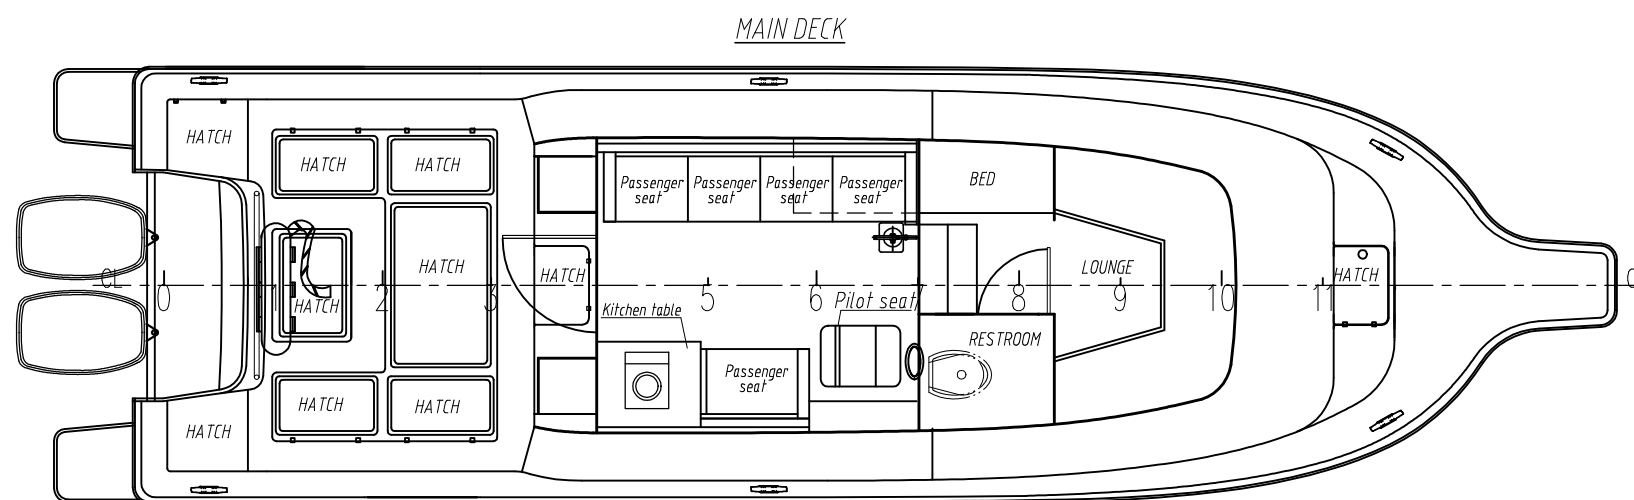 MAIN DECK
HATCH
HATCH
HATCH
Passenger
seat
Passenger
seat
Passenger
seat
Passenger
seat
BED
CL
0
1
HATCH
2
HATCH
3
HATCH
5
6
7
8
LOUNGE
9
10
11
HATCH
C
Kitchen table
Pilot seat
RESTROOM
Passenger
seat
HATCH
HATCH
HATCH